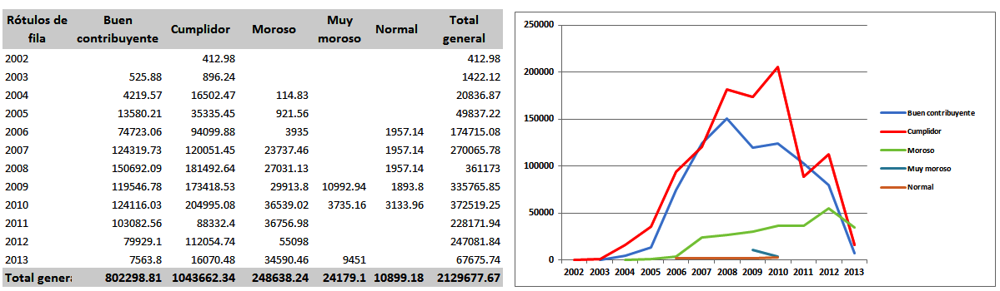 Rótulos de fila Buen contribuyente Cumplidor Moroso Muy moroso Normal Total general
2002 412.98 412.98
2003 525.88 896.24 1422.12
2004 4219.57 16502.47 114.83 20836.87
2005 13580.21 35335.45 921.56 49837.22
2006 74723.06 94099.88 3935 1957.14 174715.08
2007 124319.73 120051.45 23737.46 1957.14 270065.78
2008 150692.09 181492.64 27031.13 1957.14 361173
2009 119546.78 173418.53 29913.8 10992.94 1893.8 335765.85
2010 124116.03 204995.08 36539.02 3735.16 3133.96 372519.25
2011 103082.56 88332.4 36756.98 228171.94
2012 79929.1 112054.74 55098 247081.84
2013 7563.8 16070.48 34590.46 9451 67675.74
Total genera 802298.81 1043662.34 248638.24 24179.1 10899.18 2129677.67
250000
200000
150000
100000
50000
0
2002 2003 2004 2005 2006 2007 2008 2009 2010 2011 2012 2013
Buen contribuyente
Cumplidor
Moroso
Muy moroso
Normal